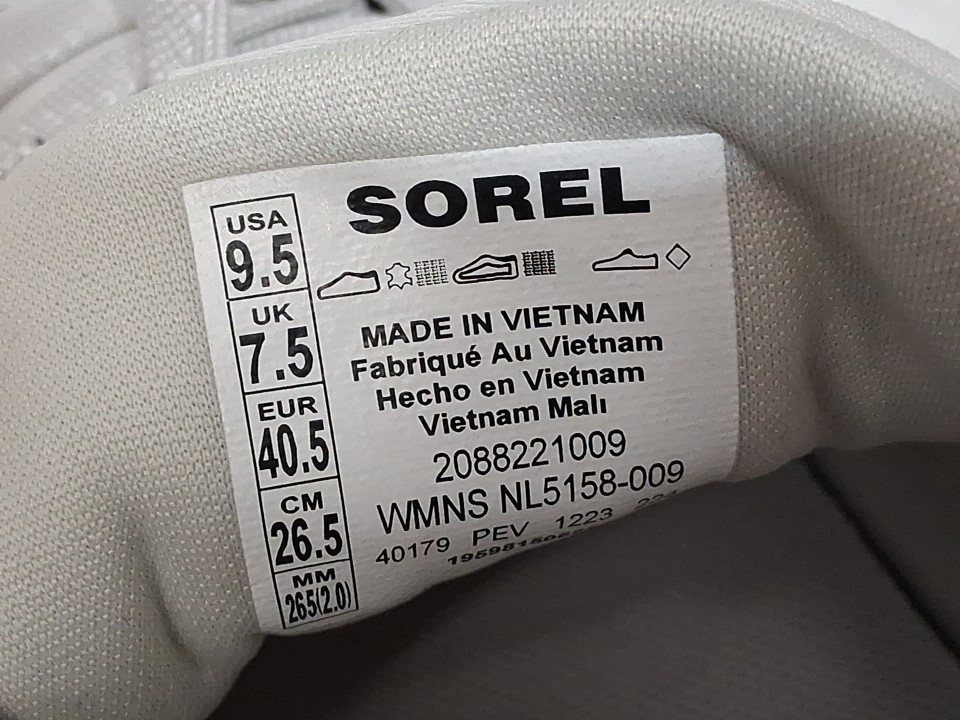 SOREL
USA
9.5
UK
7.5
EUR
40.5
CM
26.5
MM
265(2.0)
MADE IN VIETNAM
Fabriqué Au Vietnam
Hecho en Vietnam
Vietnam Malı
2088221009
WMNS NL5158-009
40179 PEV 1223